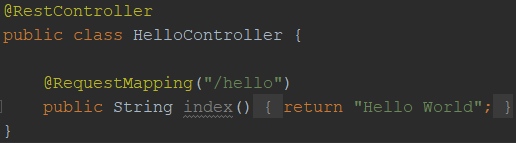 @RestController
public class HelloController {
@RequestMapping("/hello")
public String index() { return "Hello World"; }
}